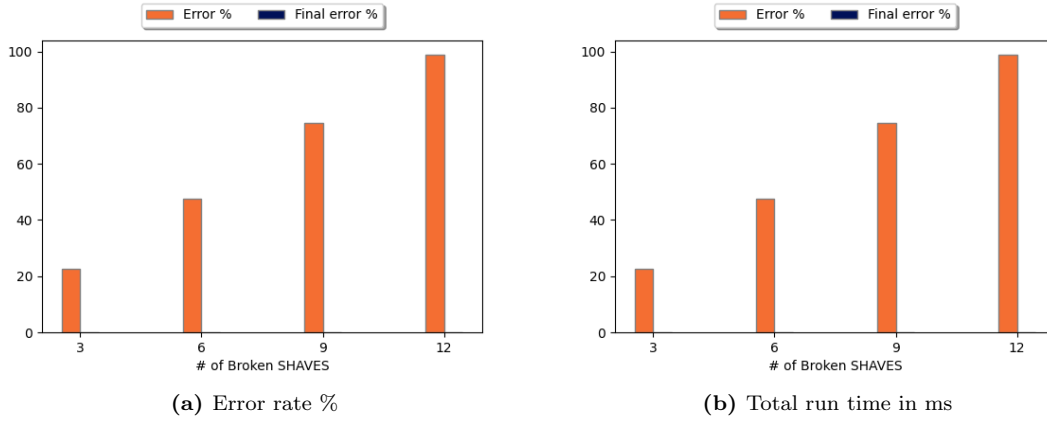 Error % Final error %
100
80
60
40
20
0
3 6 9 12
# of Broken SHAVES
(a) Error rate %
Error % Final error %
100
80
60
40
20
0
3 6 9 12
# of Broken SHAVES
(b) Total run time in ms